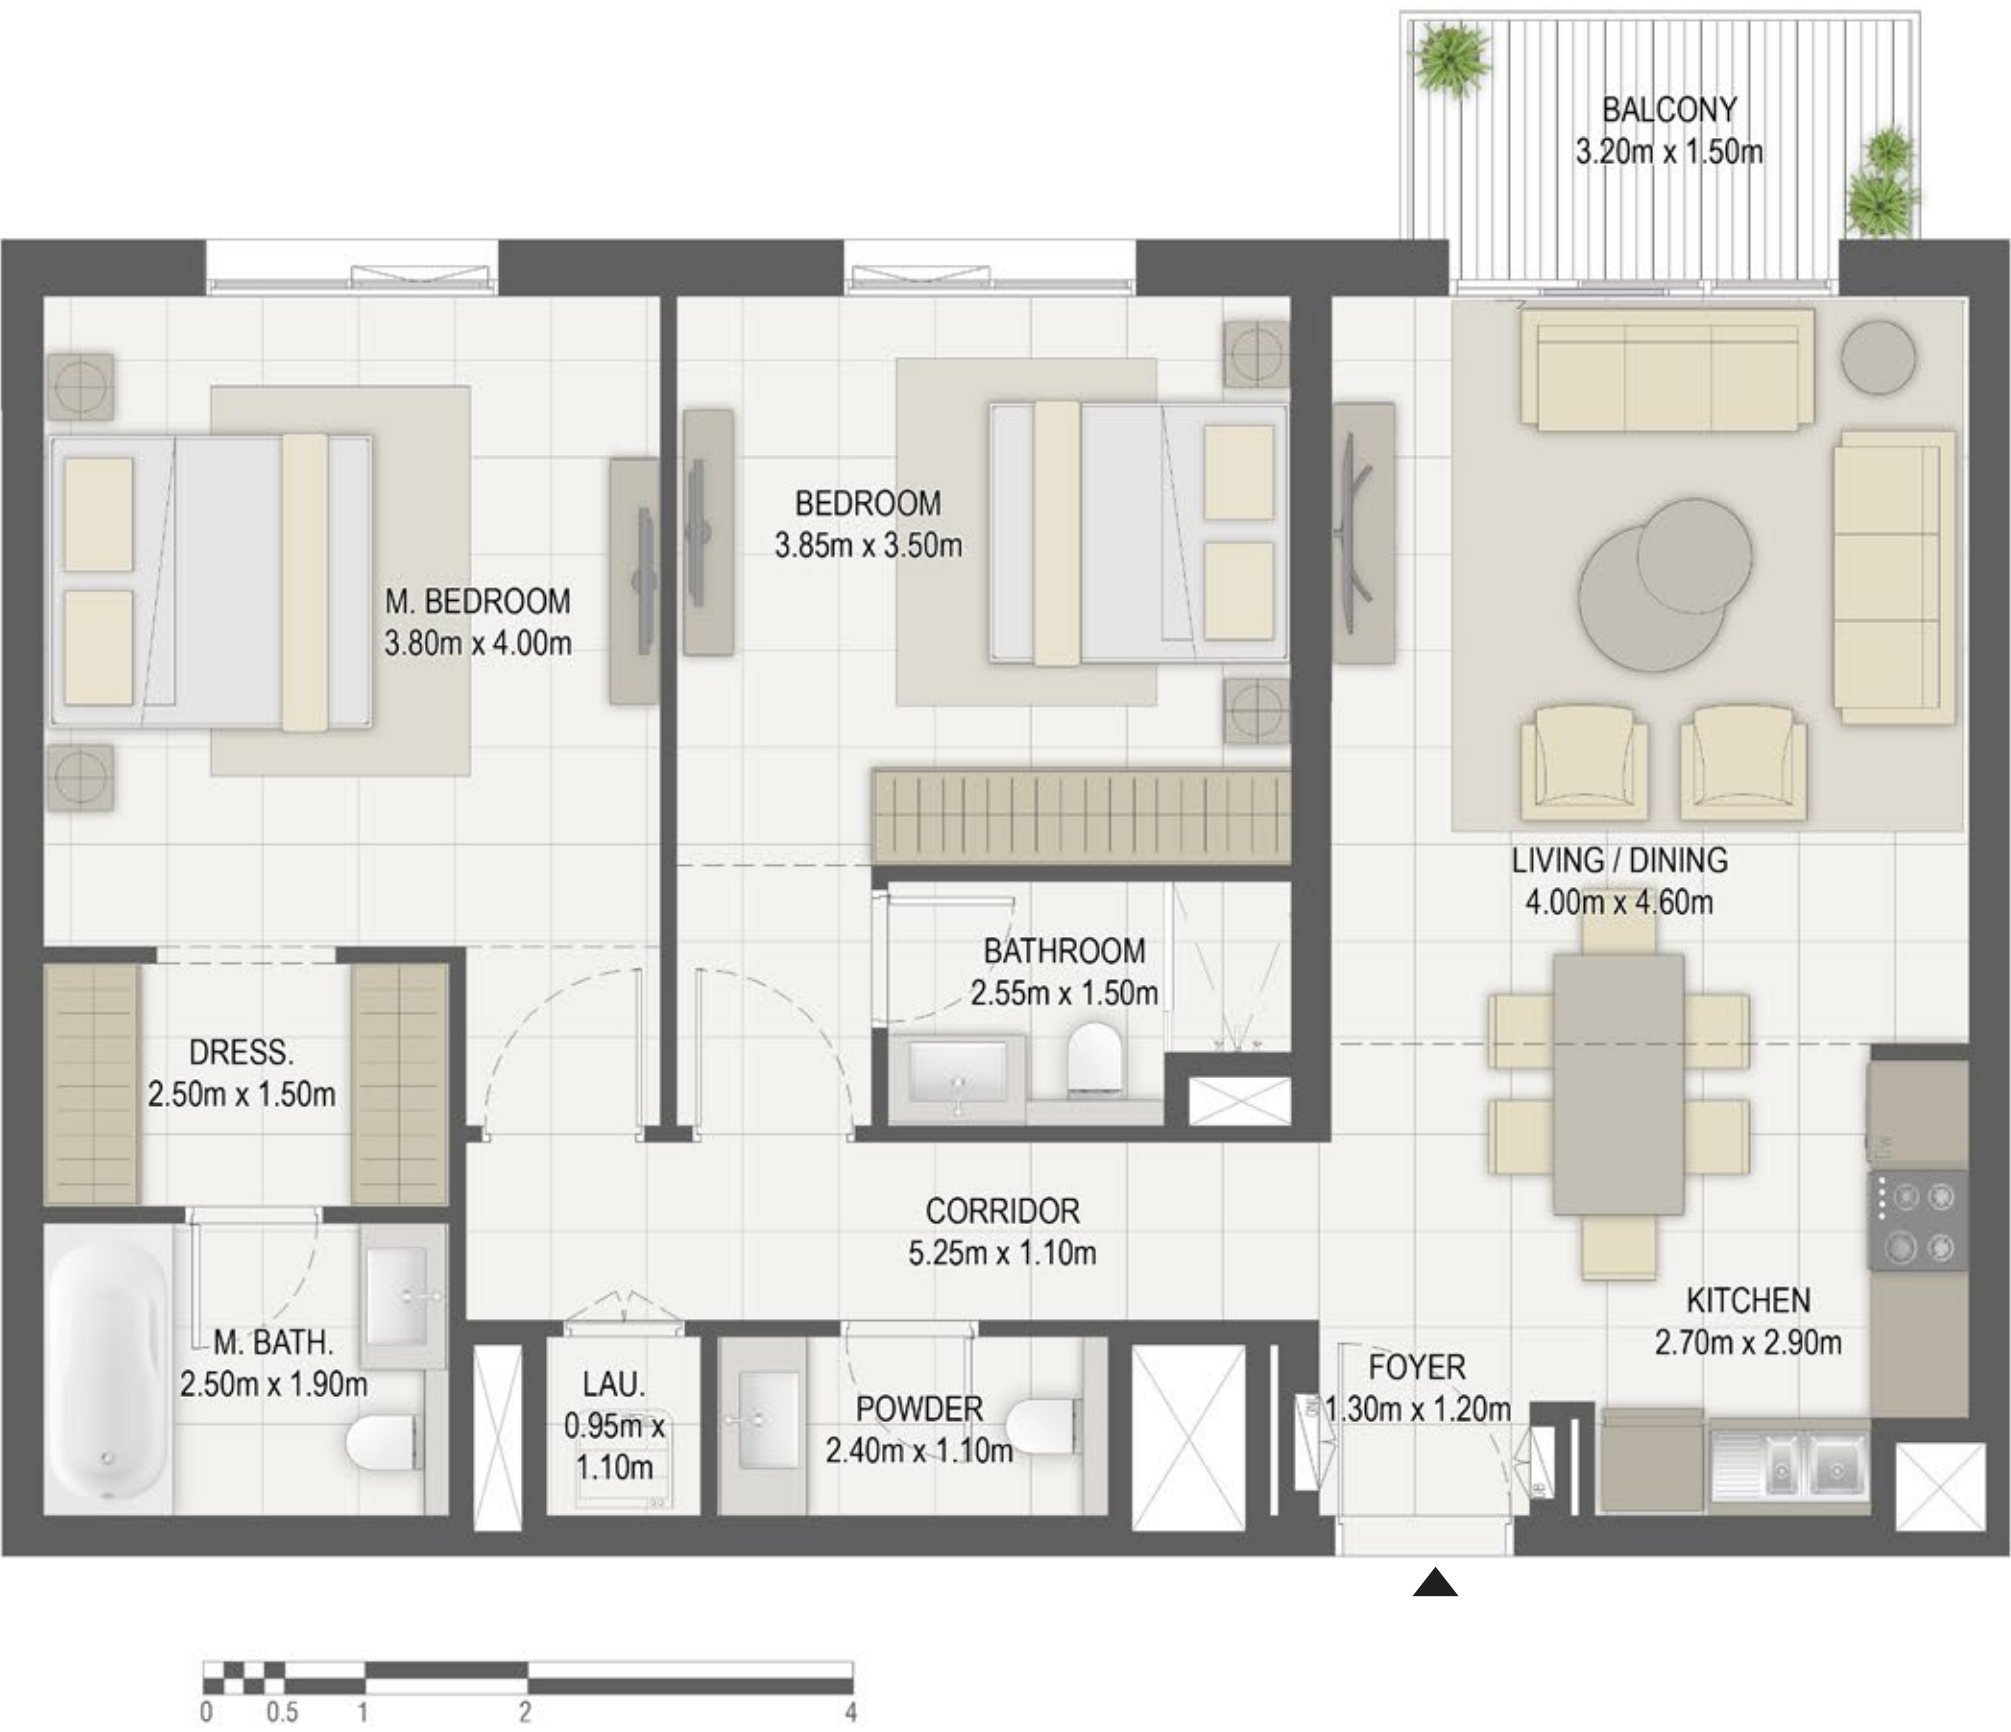 BALCONY
3.20m x 1.50m
BEDROOM
3.85m x 3.50m
M. BEDROOM
3.80m x 4.00m
LIVING / DINING
4.00m x 4.60m
BATHROOM
2.55m x 1.50m
DRESS.
2.50m x 1.50m
CORRIDOR
5.25m x 1.10m
KITCHEN
2.70m x 2.90m
M. BATH.
2.50m x 1.90m
LAU.
0.95m x
1.10m
POWDER
2.40m x 1.10m
FOYER
1.30m x 1.20m
0 0.5 1 2 4